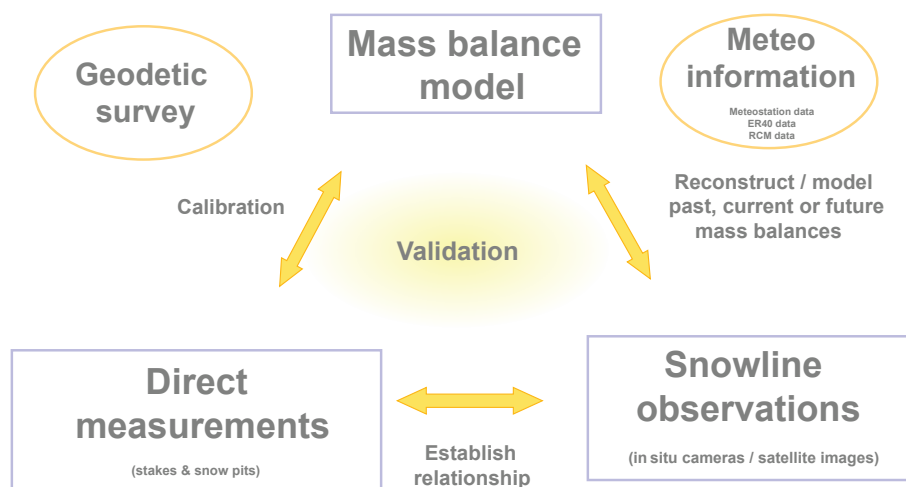 Geodetic
survey
Mass balance
model
Meteo
information
Meteostation data
ER40 data
RCM data
Calibration
Validation
Reconstruct / model
past, current or future
mass balances
Direct
measurements
(stakes & snow pits)
Establish
relationship
Snowline
observations
(in situ cameras / satellite images)